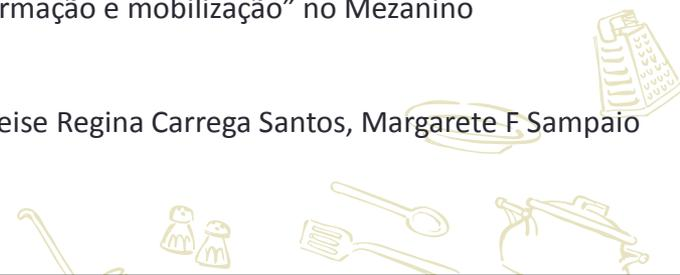 rmação e mobilização” no Mezanino
eise Regina Carrega Santos, Margarete F Sampaio